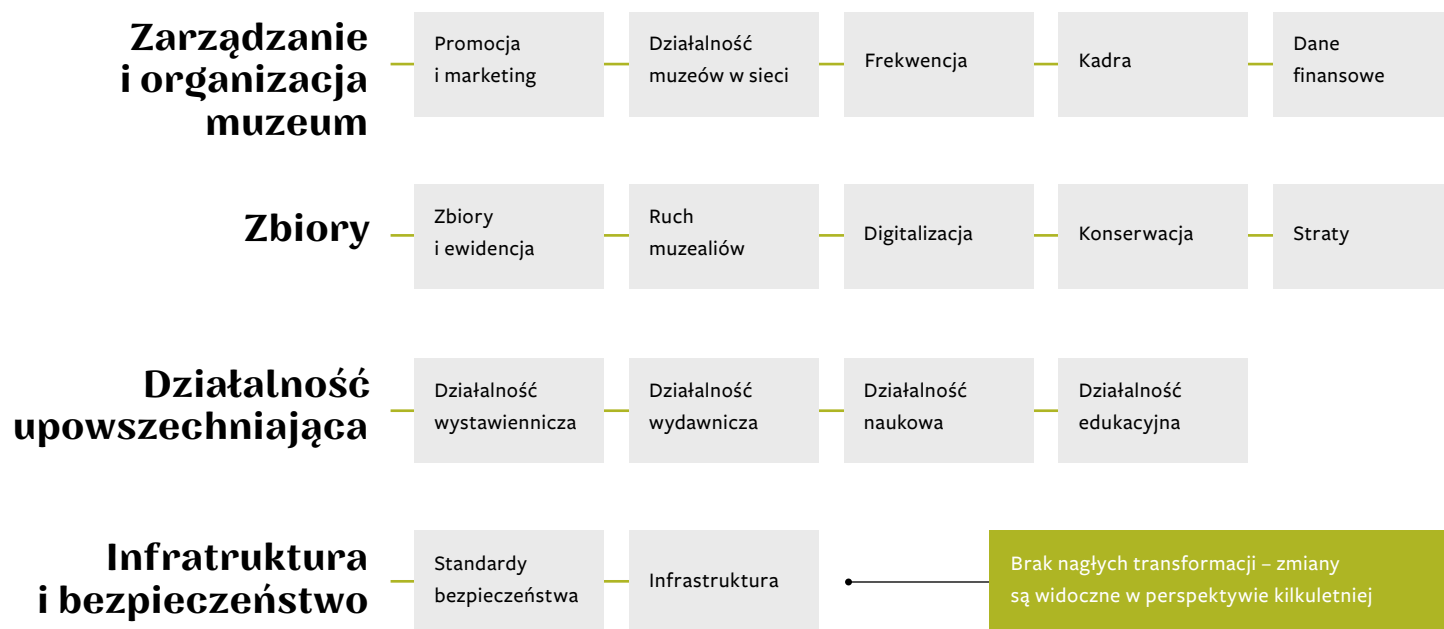 Zarządzanie
i organizacja
muzeum
Promocja
i marketing
Działalność
muzeów w sieci
Frekwencja
Kadra
Dane
finansowe
Zbiory
Zbiory
i ewidencja
Ruch
muzealiów
Digitalizacja
Konserwacja
Straty
Działalność
upowszechniająca
Działalność
wystawiennicza
Działalność
wydawnicza
Działalność
naukowa
Działalność
edukacyjna
Infratruktura
i bezpieczeństwo
Standardy
bezpieczeństwa
Infrastruktura
Brak nagłych transformacji – zmiany
są widoczne w perspektywie kilkuletniej